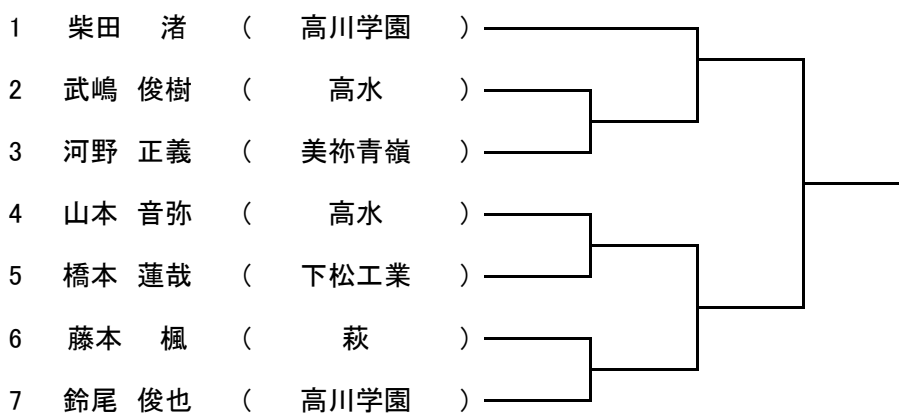 1 柴田 渚 ( 高川学園 )
2 武嶋 俊樹 ( 高水 )
3 河野 正義 ( 美祢青嶺 )
4 山本 音弥 ( 高水 )
5 橋本 蓮哉 ( 下松工業 )
6 藤本 楓 ( 萩 )
7 鈴尾 俊也 ( 高川学園 )